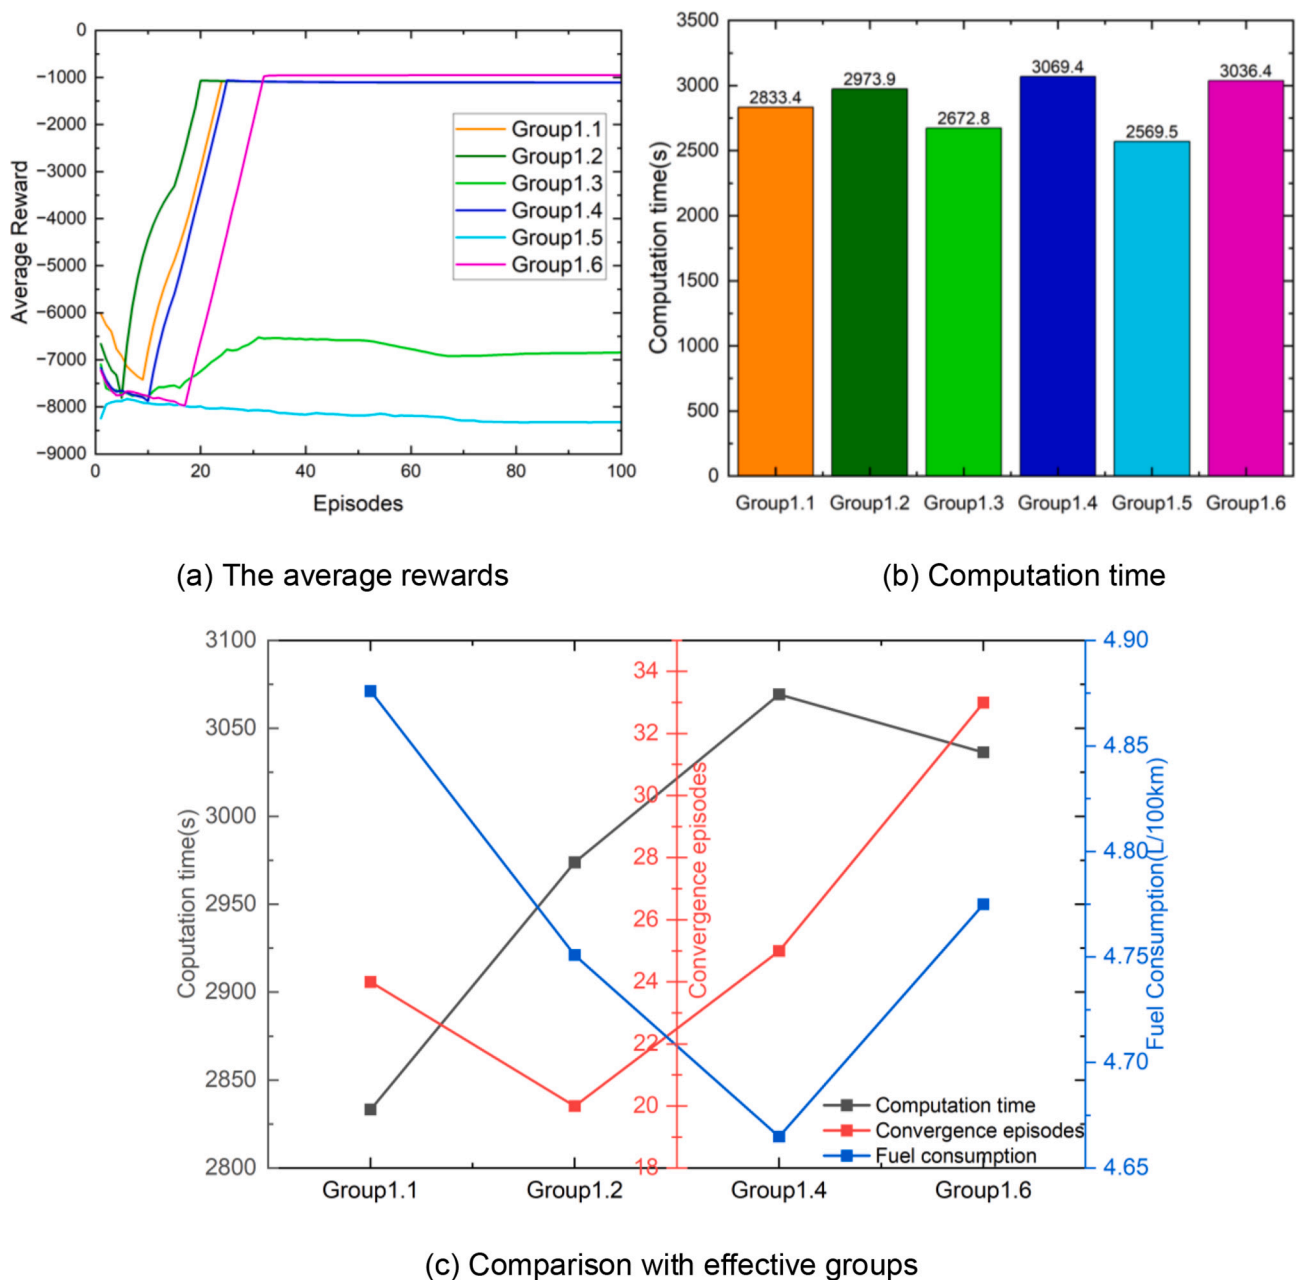 0
−1000
−2000
−3000
−4000
−5000
−6000
−7000
−8000
−9000
Average Reward
0 20 40 60 80 100
Episodes
Group1.1
Group1.2
Group1.3
Group1.4
Group1.5
Group1.6
(a) The average rewards
3500
3000
2500
2000
1500
1000
500
0
Computation time(s)
2833.4
2973.9
2672.8
3069.4
2569.5
3036.4
Group1.1 Group1.2 Group1.3 Group1.4 Group1.5 Group1.6
(b) Computation time
3100
3050
3000
2950
2900
2850
2800
Coputation time(s)
34
32
30
28
26
24
22
20
18
Convergence episodes
4.90
4.85
4.80
4.75
4.70
4.65
Fuel Consumption(L/100km)
Computation time
Convergence episodes
Fuel consumption
Group1.1 Group1.2 Group1.4 Group1.6
(c) Comparison with effective groups